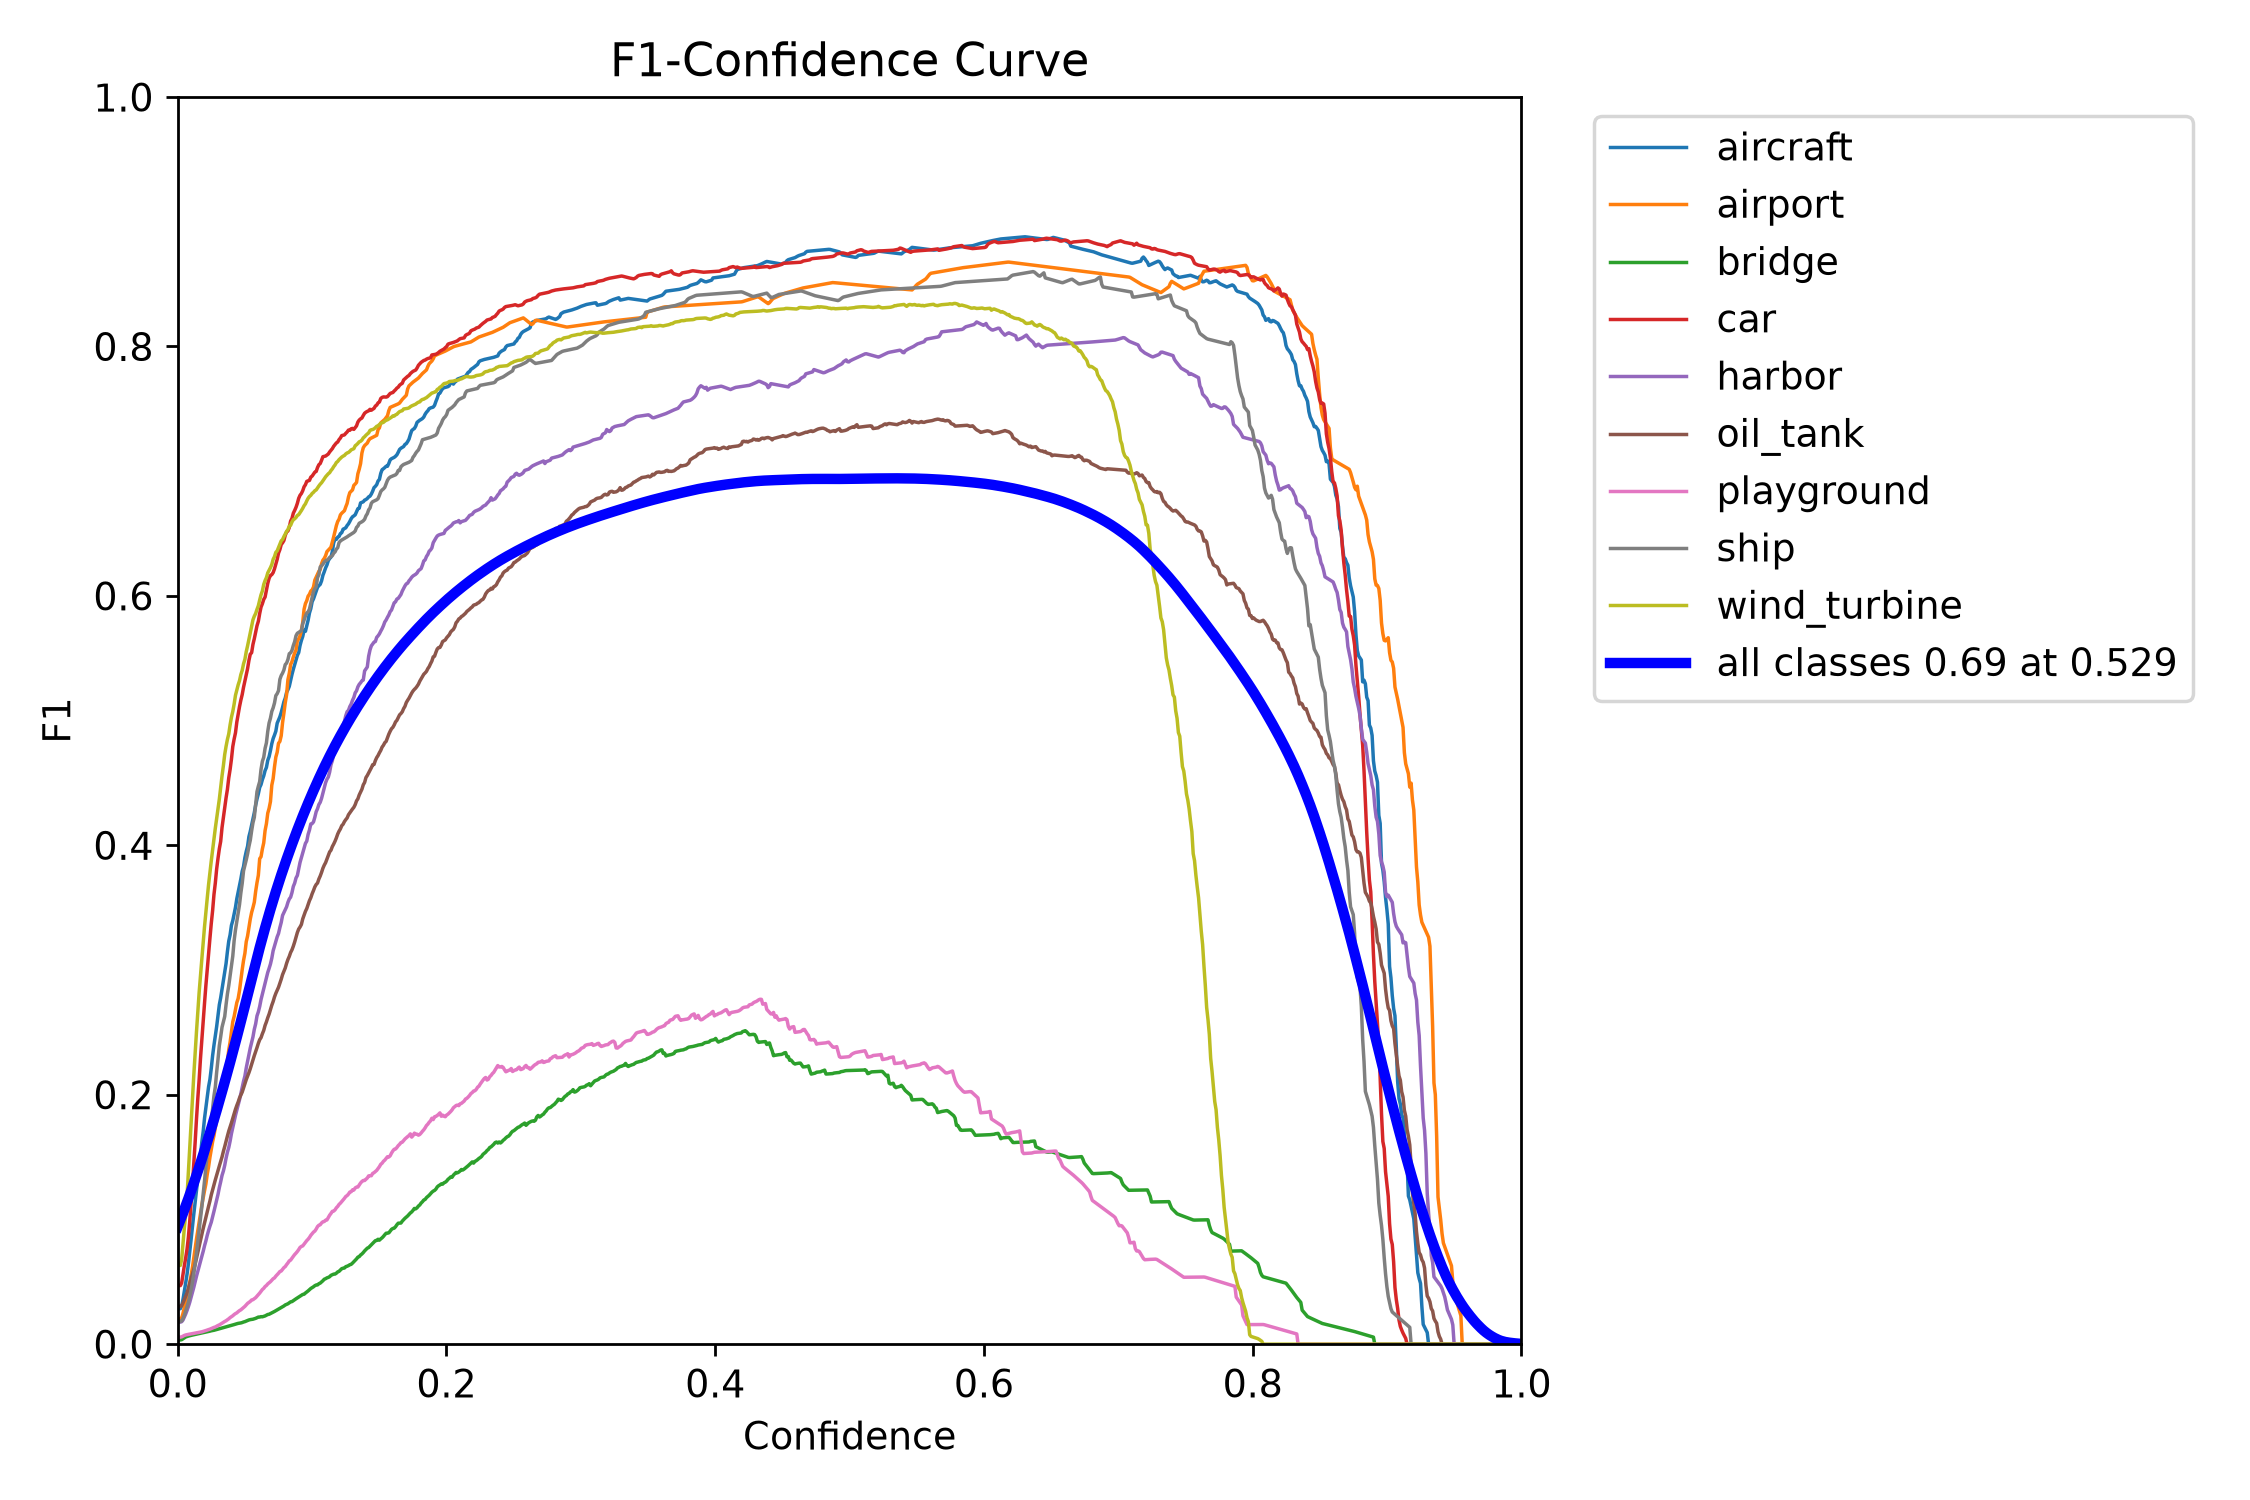 F1-Confidence Curve
1.0
0.8
0.6
0.4
0.2
0.0
F1
0.0 0.2 0.4 0.6 0.8 1.0
Confidence
aircraft
airport
bridge
car
harbor
oil_tank
playground
ship
wind_turbine
all classes 0.69 at 0.529